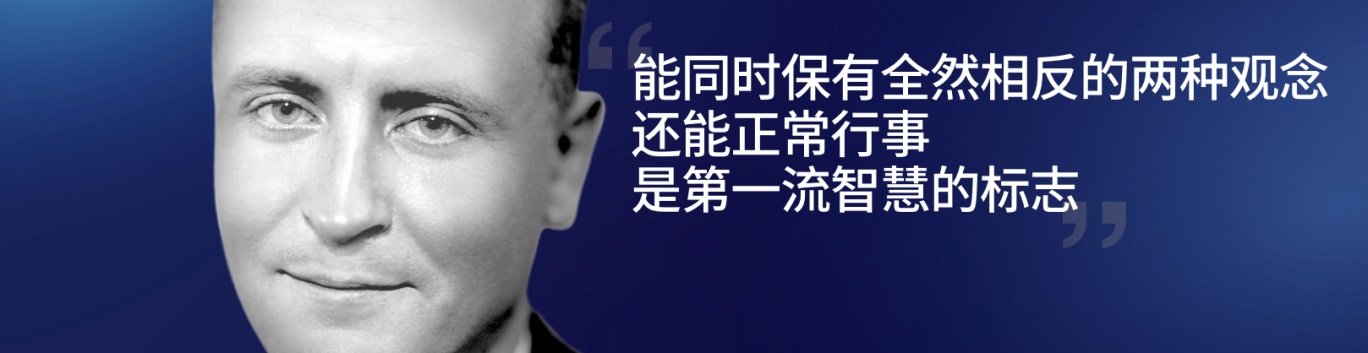 能同时保有全然相反的两种观念
还能正常行事
是第一流智慧的标志